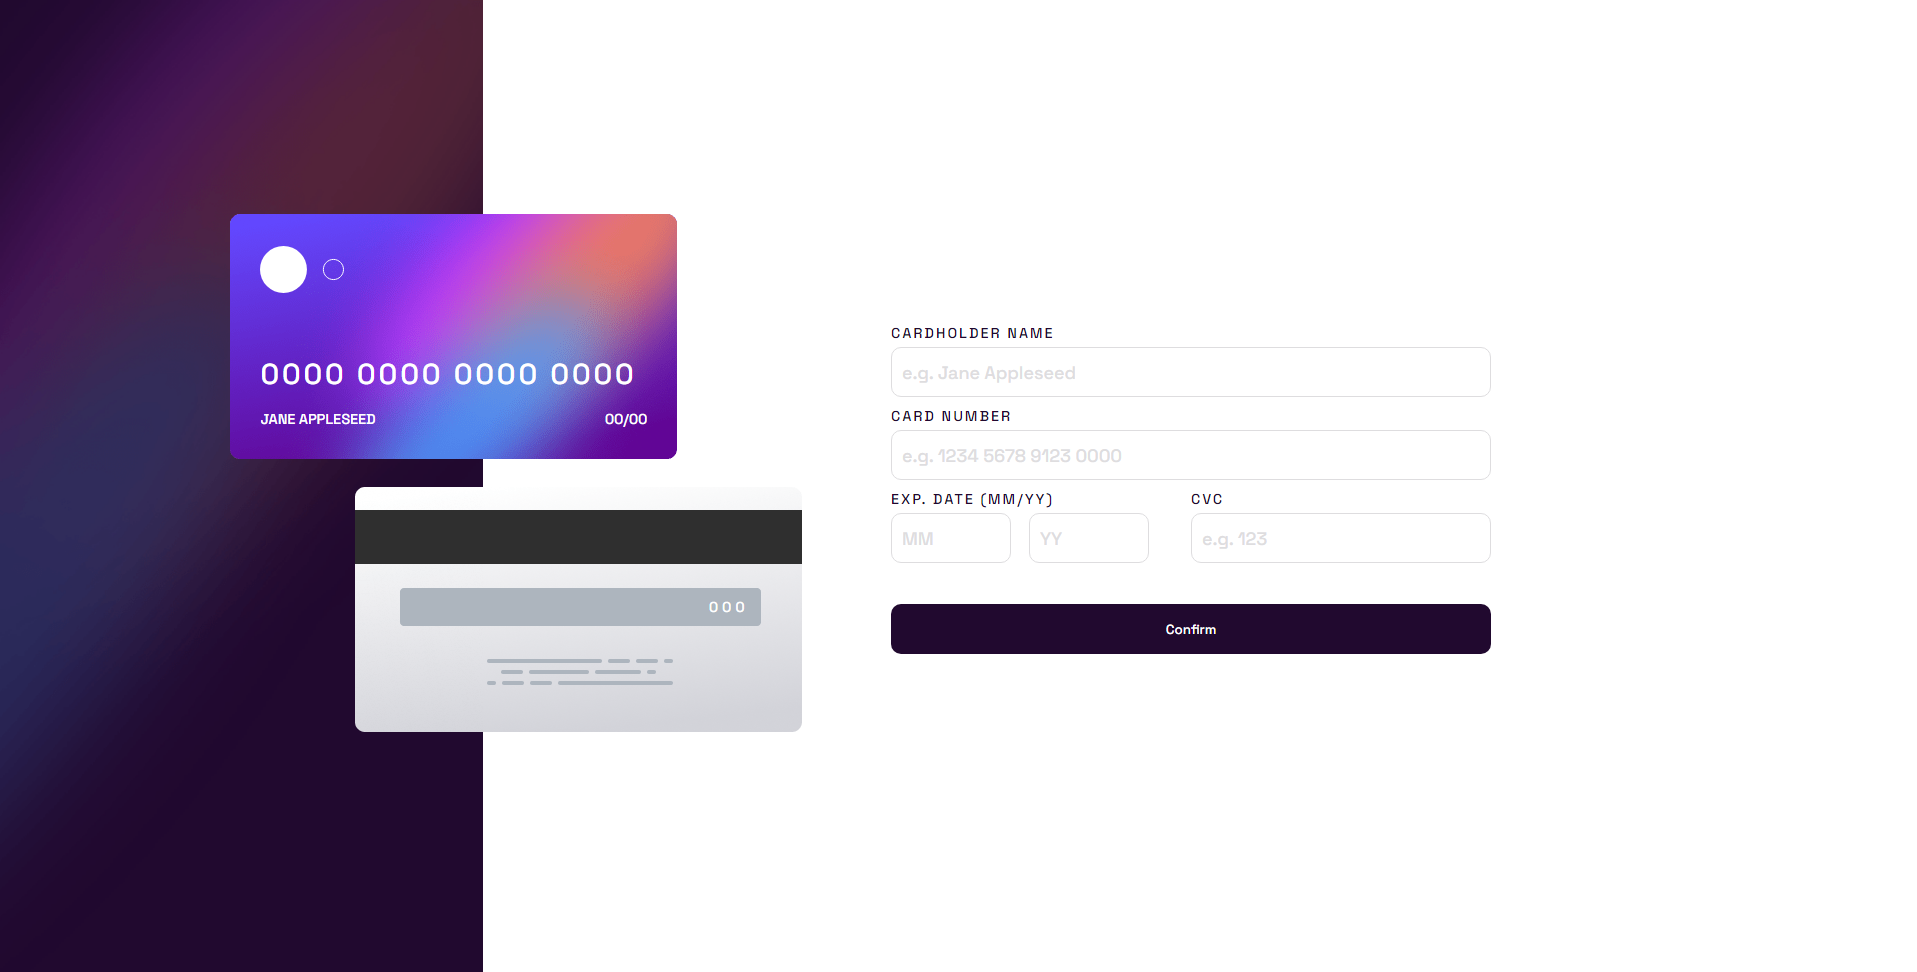 0000 0000 0000 0000
JANE APPLESEED 00/00
000
CARDHOLDER NAME
e.g. Jane Appleseed
CARD NUMBER
e.g. 1234 5678 9123 0000
EXP. DATE (MM/YY) CVC
MM YY e.g. 123
Confirm